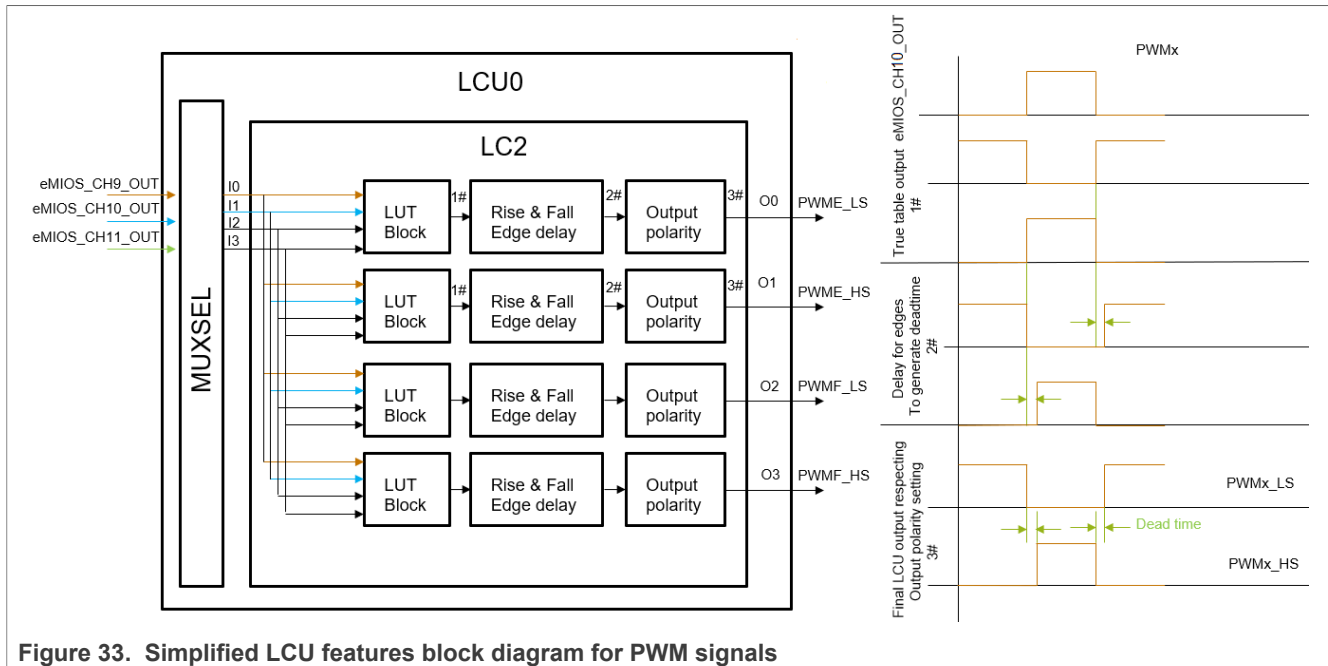 LCU0
LC2
MUXSEL
eMIOS_CH9_OUT
eMIOS_CH10_OUT
eMIOS_CH11_OUT
I0
I1
I2
I3
LUT
Block
1#
Rise & Fall
Edge delay
2#
Output
polarity
3#
O0
PWME_LS
LUT
Block
1#
Rise & Fall
Edge delay
2#
Output
polarity
3#
O1
PWME_HS
LUT
Block
Rise & Fall
Edge delay
Output
polarity
O2
PWMF_LS
LUT
Block
Rise & Fall
Edge delay
Output
polarity
O3
PWMF_HS
eMIOS_CH10_OUT
PWMx
True table output
1#
Delay for edges
To generate deadtime
2#
Final LCU output respecting
Output polarity setting
3#
PWMx_LS
Dead time
PWMx_HS
Figure 33. Simplified LCU features block diagram for PWM signals